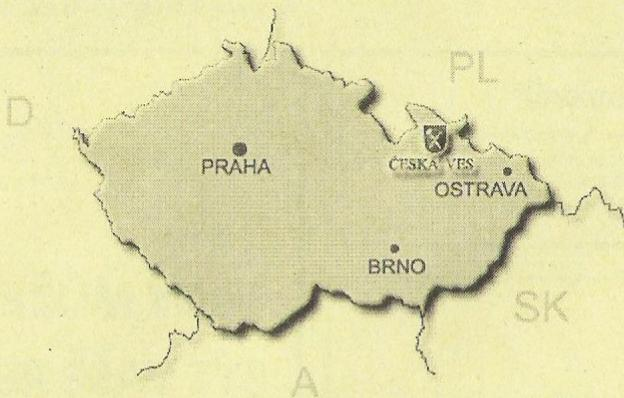 PL
D
PRAHA
ČESKÁ VES
OSTRAVA
BRNO
SK
A